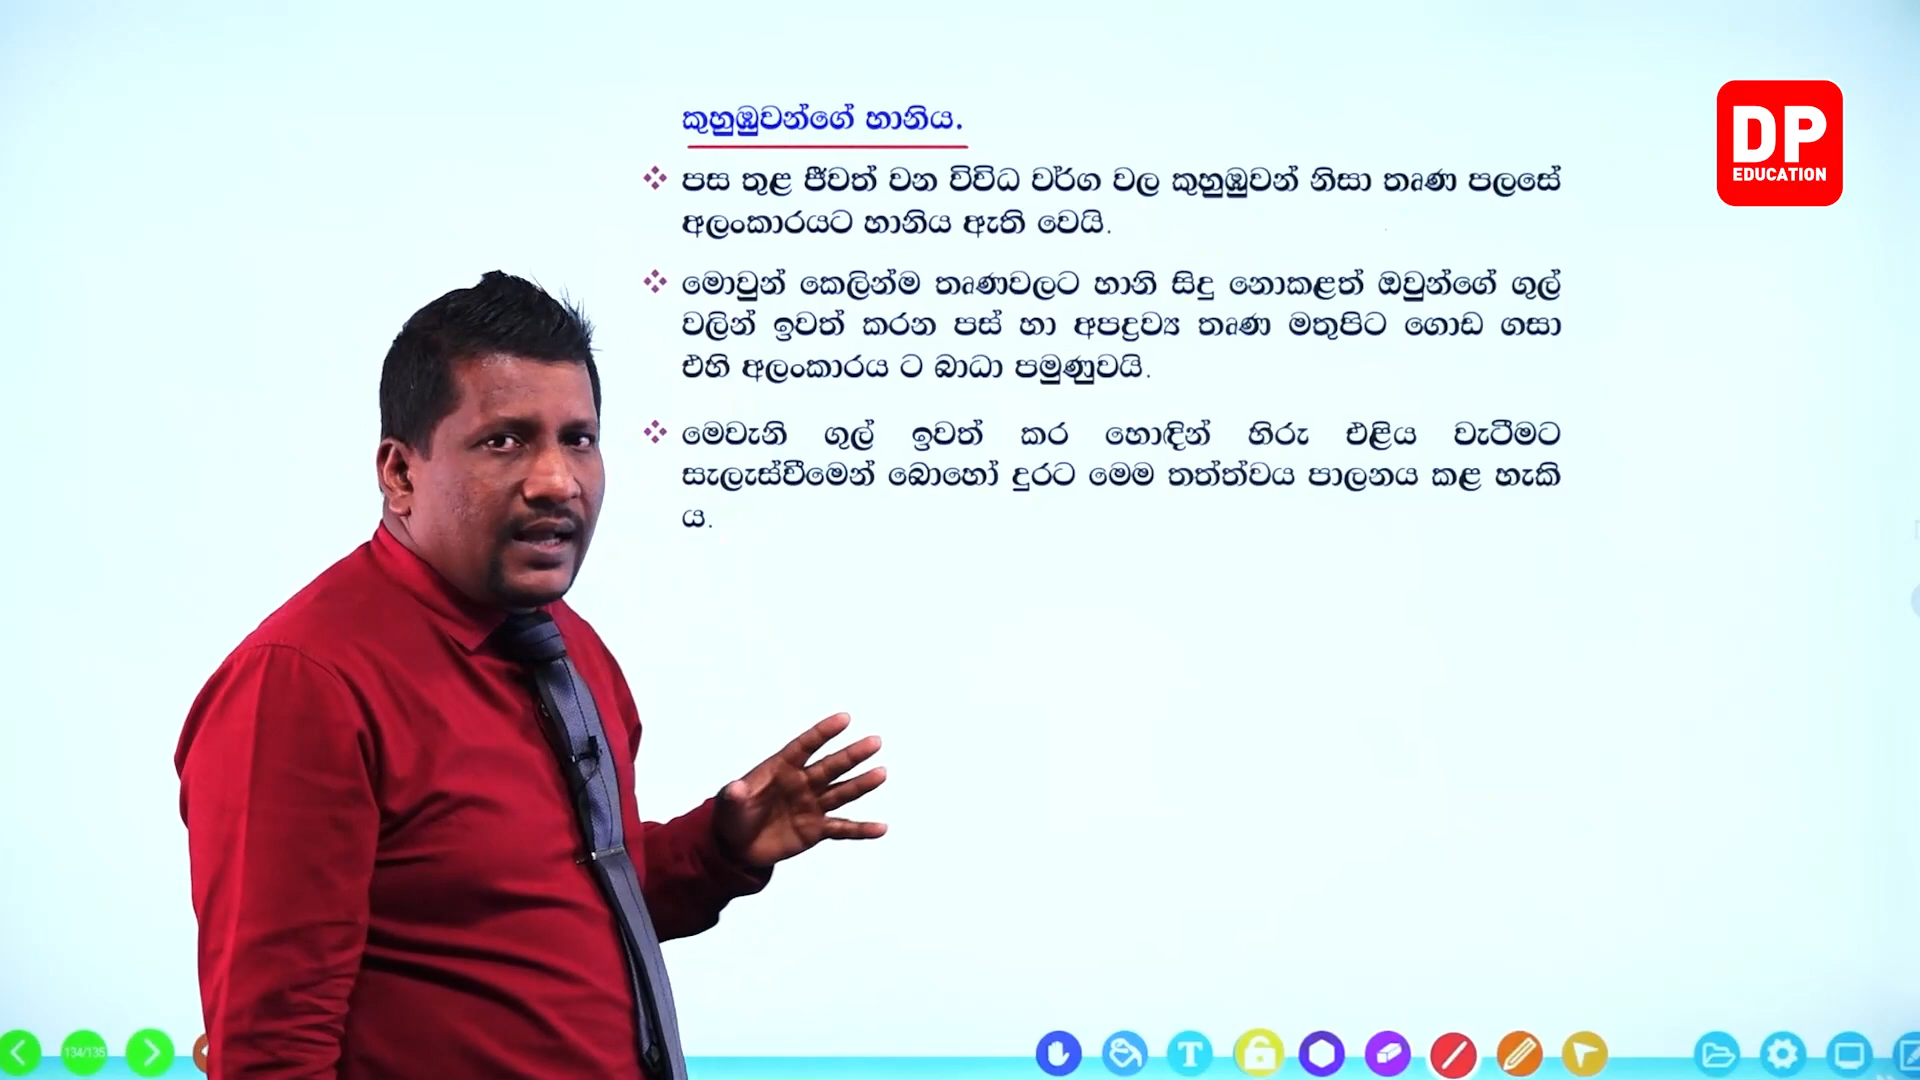 කුහුඹුවන්ගේ හානිය.
පස තුළ ජීවත් වන විවිධ වර්ග වල කුහුඹුවන් නිසා තෘණ පලසේ
අලංකාරයට හානිය ඇති වෙයි.
මොවුන් කෙලින්ම තෘණවලට හානි සිදු නොකළත් ඔවුන්ගේ ගුල්
වලින් ඉවත් කරන පස් හා අපද්‍රව්‍ය තෘණ මතුපිට ගොඩ ගසා
එහි අලංකාරය ට බාධා පමුණුවයි.
මෙවැනි ගුල් ඉවත් කර හොඳින් හිරු එළිය වැටීමට
සැලැස්වීමෙන් බොහෝ දුරට මෙම තත්ත්වය පාලනය කළ හැකි
ය.
DP
EDUCATION
134/135
T